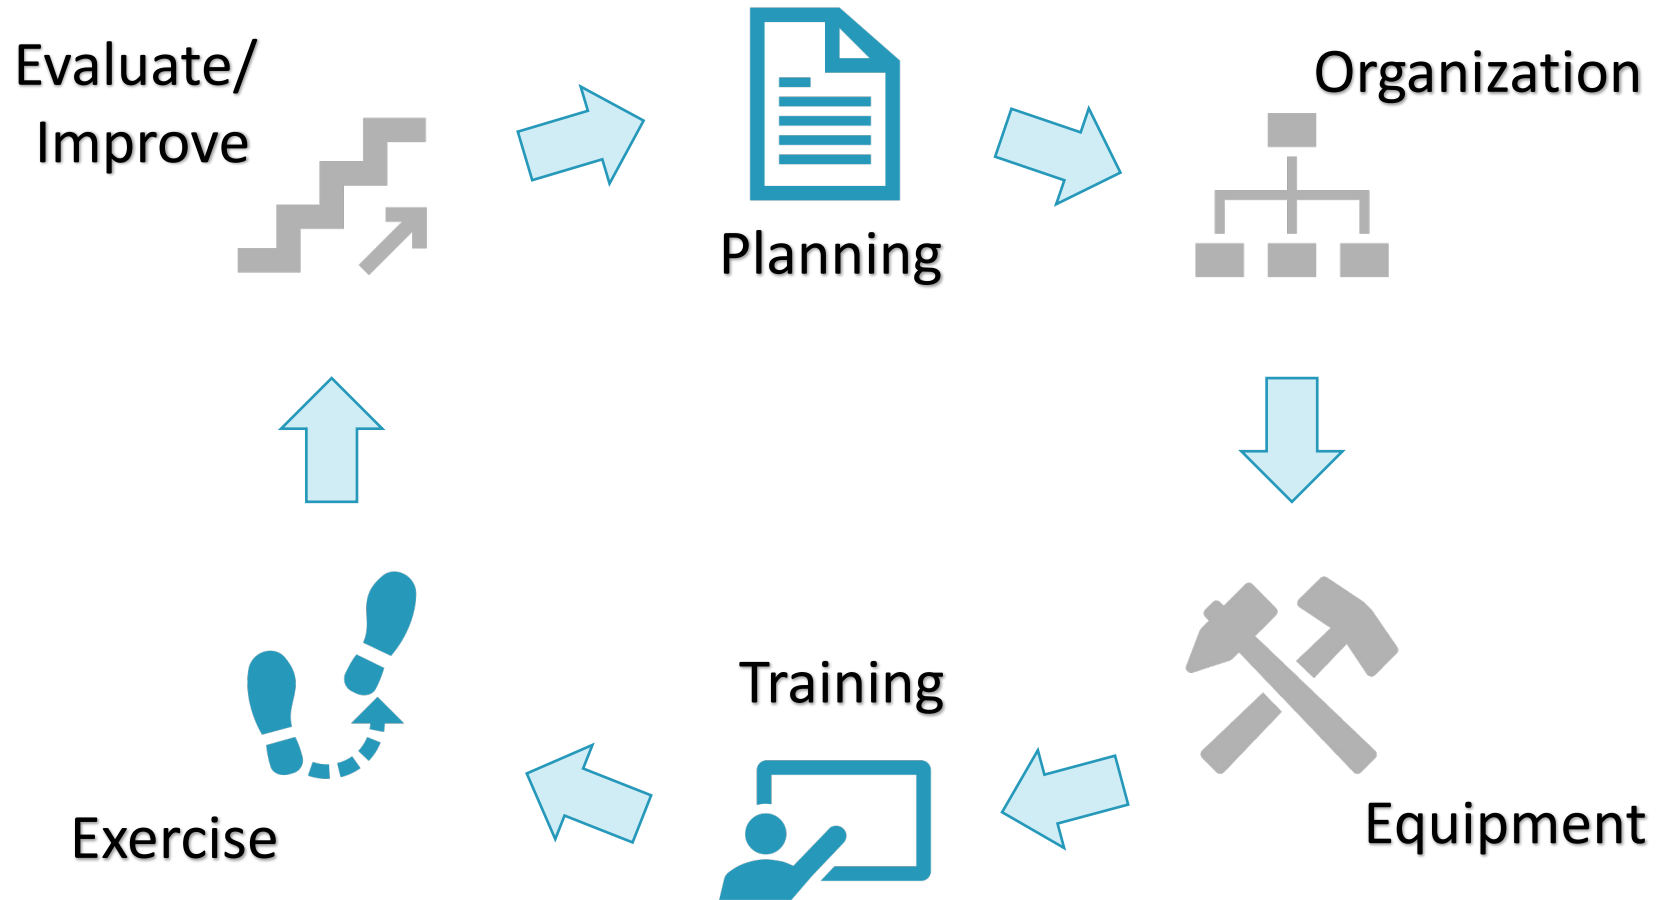 Evaluate/
Improve
Planning
Organization
Equipment
Training
Exercise